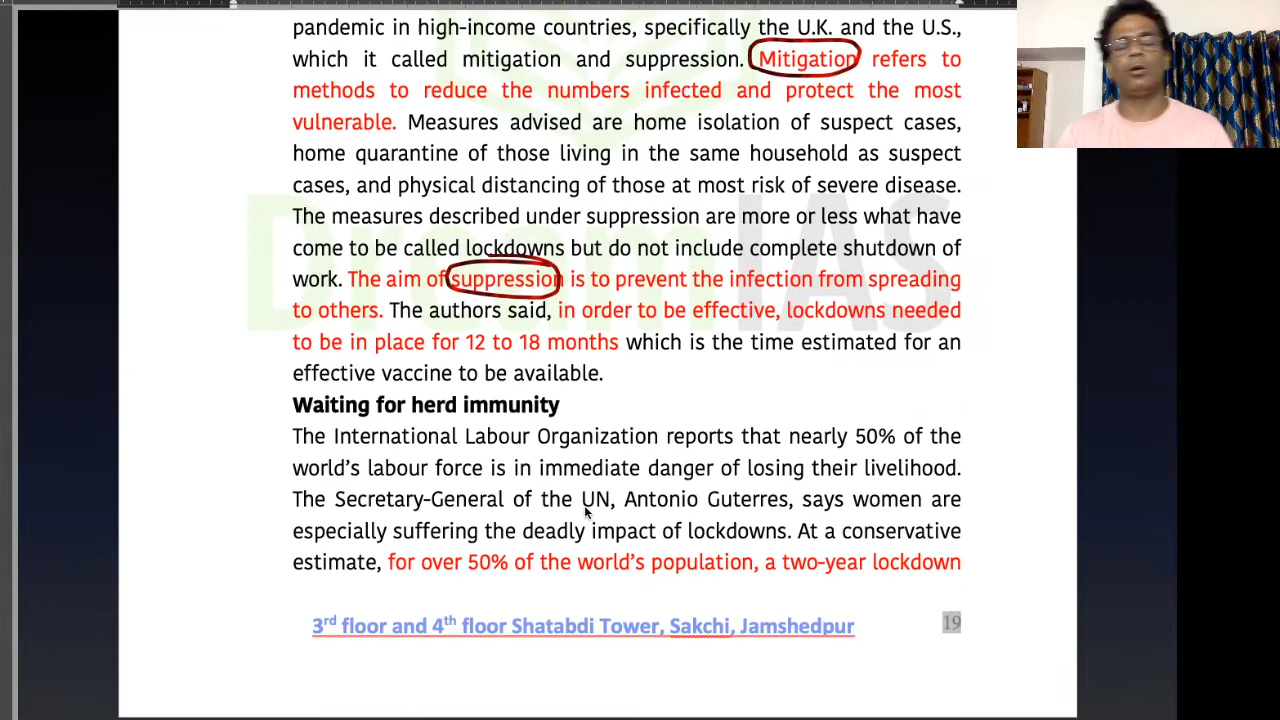 pandemic in high-income countries, specifically the U.K. and the U.S.,
which it called mitigation and suppression. Mitigation refers to
methods to reduce the numbers infected and protect the most
vulnerable. Measures advised are home isolation of suspect cases,
home quarantine of those living in the same household as suspect
cases, and physical distancing of those at most risk of severe disease.
The measures described under suppression are more or less what have
come to be called lockdowns but do not include complete shutdown of
work. The aim of suppression is to prevent the infection from spreading
to others. The authors said, in order to be effective, lockdowns needed
to be in place for 12 to 18 months which is the time estimated for an
effective vaccine to be available.
Waiting for herd immunity
The International Labour Organization reports that nearly 50% of the
world's labour force is in immediate danger of losing their livelihood.
The Secretary-General of the UN, Antonio Guterres, says women are
especially suffering the deadly impact of lockdowns. At a conservative
estimate, for over 50% of the world's population, a two-year lockdown
3rd floor and 4th floor Shatabdi Tower, Sakchi, Jamshedpur
19
Dream IAS